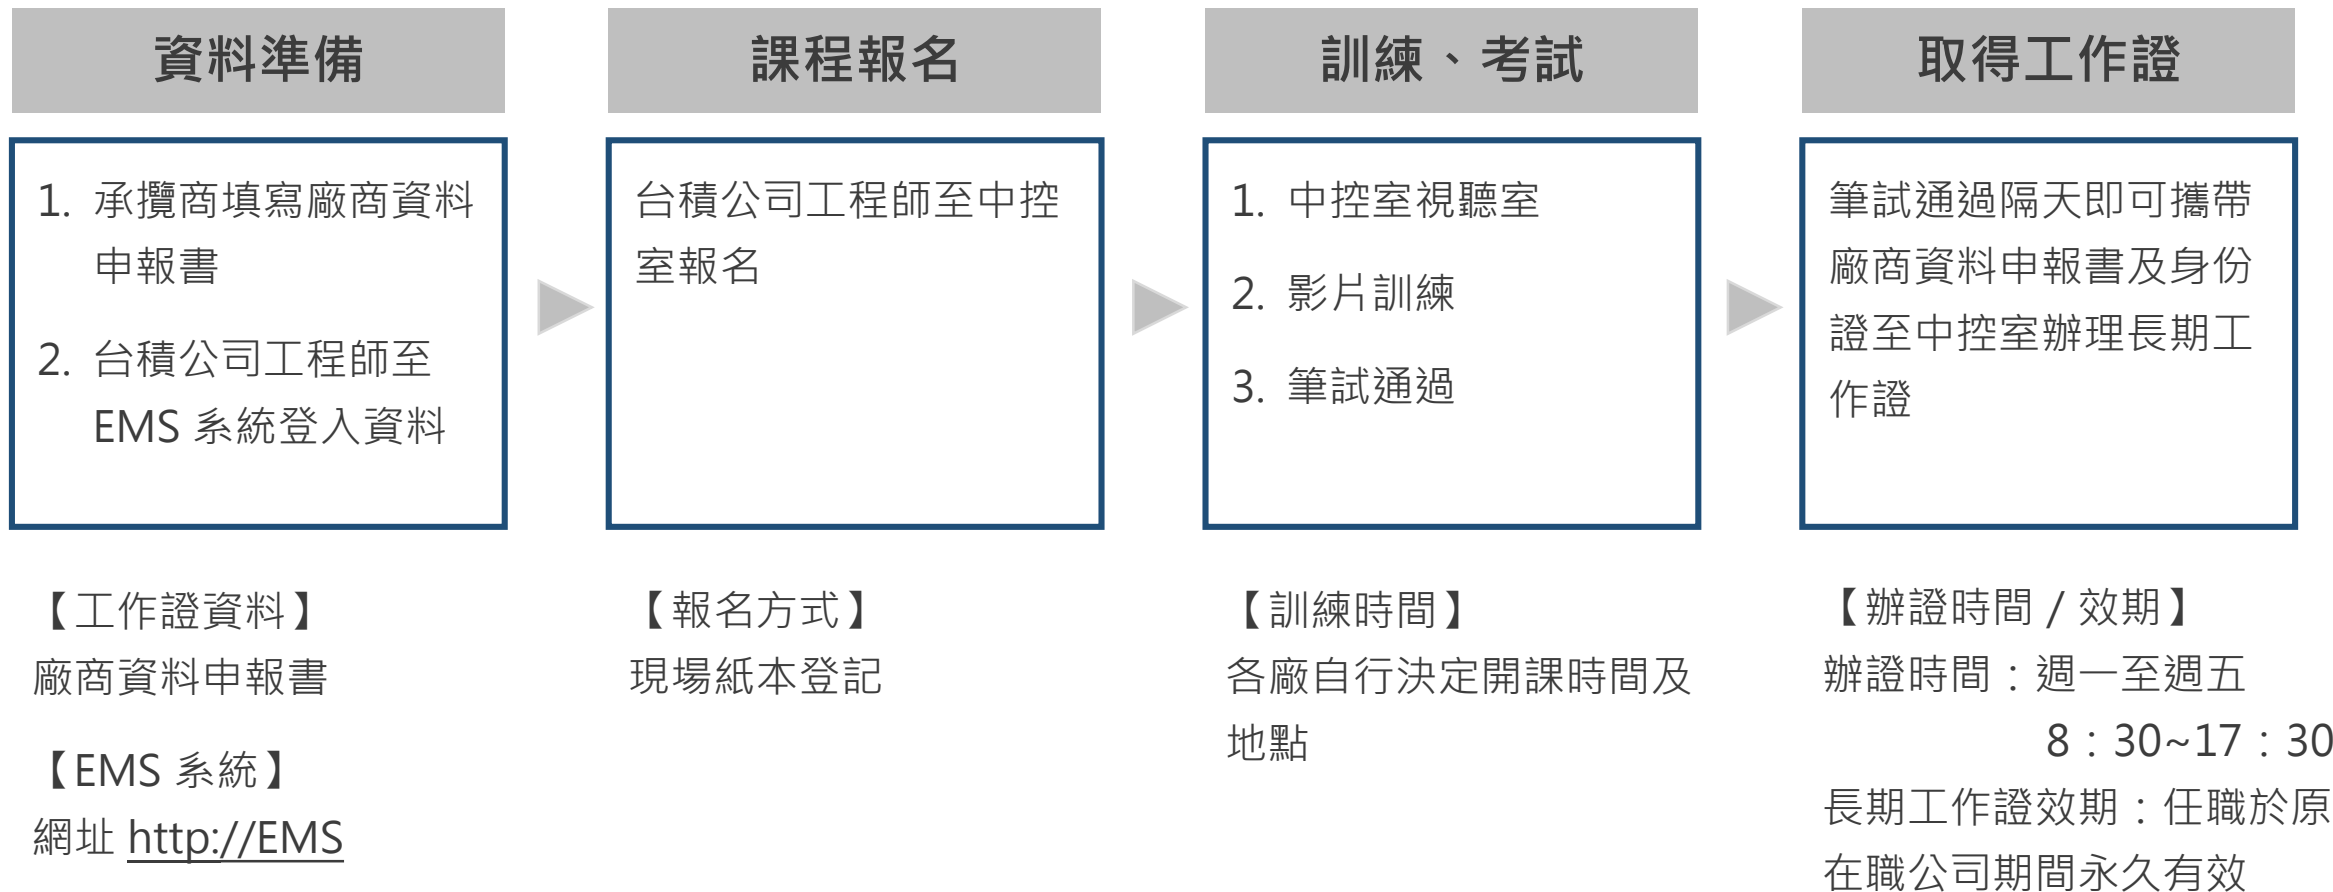 資料準備
1. 承攬商填寫廠商資料
申報書
2. 台積公司工程師至
EMS 系統登入資料
【工作證資料】
廠商資料申報書
【EMS 系統】
網址 http://EMS
課程報名
台積公司工程師至中控
室報名
【報名方式】
現場紙本登記
訓練、考試
1. 中控室視聽室
2. 影片訓練
3. 筆試通過
【訓練時間】
各廠自行決定開課時間及
地點
取得工作證
筆試通過隔天即可攜帶
廠商資料申報書及身份
證至中控室辦理長期工
作證
【辦證時間 / 效期】
辦證時間：週一至週五
8：30~17：30
長期工作證效期：任職於原
在職公司期間永久有效